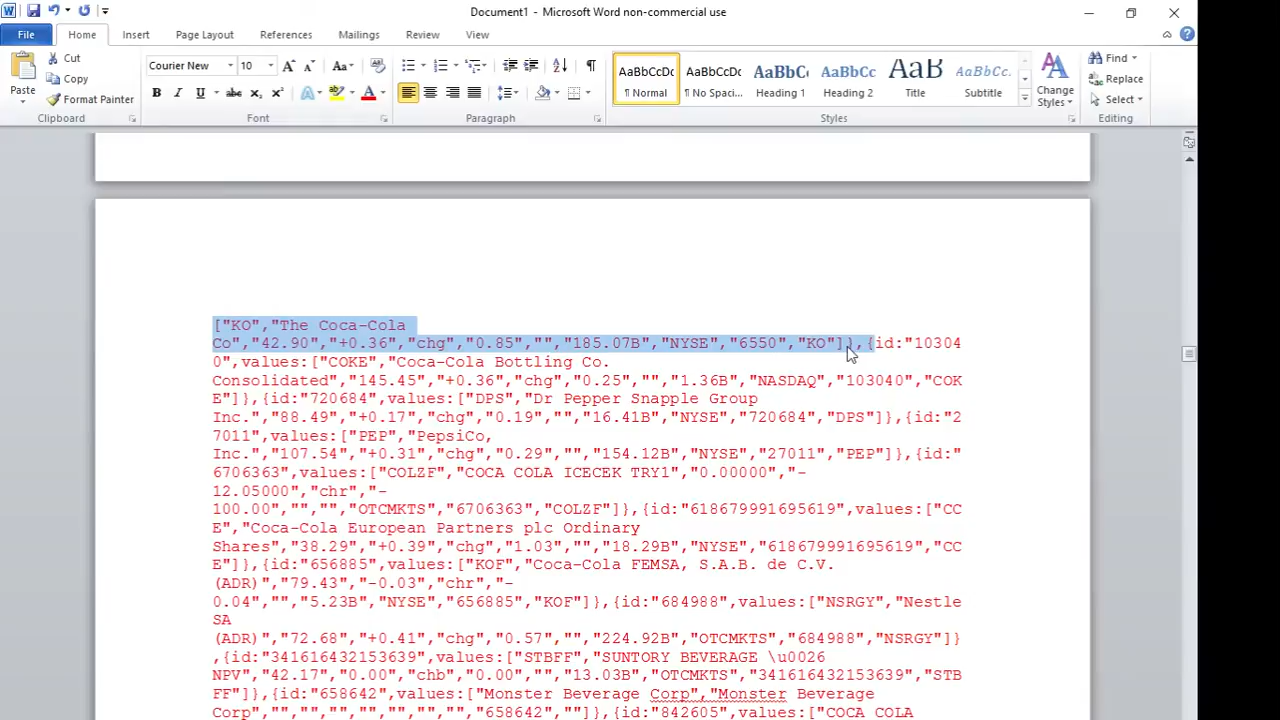 Document1 - Microsoft Word non-commercial use
File Home Insert Page Layout References Mailings Review View
Paste
Cut
Copy
Format Painter
Clipboard
Courier New 10
Font
Paragraph
AaBbCcDc AaBbCcDc AaBbCc AaBbCc AaB AaBbCcDc
¶ Normal ¶ No Spaci... Heading 1 Heading 2 Title Subtitle
Change
Styles
Styles
Find
Replace
Select
Editing
["KO","The Coca-Cola
Co","42.90","+0.36","chg","0.85","","185.07B","NYSE","6550","KO"]},{id:"10304
0",values:["COKE","Coca-Cola Bottling Co.
Consolidated","145.45","+0.36","chg","0.25","","1.36B","NASDAQ","103040","COK
E"]},{id:"720684",values:["DPS","Dr Pepper Snapple Group
Inc.","88.49","+0.17","chg","0.19","","16.41B","NYSE","720684","DPS"]},{id:"2
7011",values:["PEP","PepsiCo,
Inc.","107.54","+0.31","chg","0.29","","154.12B","NYSE","27011","PEP"]},{id:"
6706363",values:["COLZF","COCA COLA ICECEK TRY1","0.00000","-
12.05000","chr","-
100.00","","","OTCMKTS","6706363","COLZF"]},{id:"618679991695619",values:["CC
E","Coca-Cola European Partners plc Ordinary
Shares","38.29","+0.39","chg","1.03","","18.29B","NYSE","618679991695619","CC
E"]},{id:"656885",values:["KOF","Coca-Cola FEMSA, S.A.B. de C.V.
(ADR)","79.43","-0.03","chr","-
0.04","","5.23B","NYSE","656885","KOF"]},{id:"684988",values:["NSRGY","Nestle
SA
(ADR)","72.68","+0.41","chg","0.57","","224.92B","OTCMKTS","684988","NSRGY"]}
,{id:"341616432153639",values:["STBFF","SUNTORY BEVERAGE \u0026
NPV","42.17","0.00","chb","0.00","","13.03B","OTCMKTS","341616432153639","STB
FF"]},{id:"658642",values:["Monster Beverage Corp","Monster Beverage
Corp","","","","","","","","658642",""]},{id:"842605",values:["COCA COLA